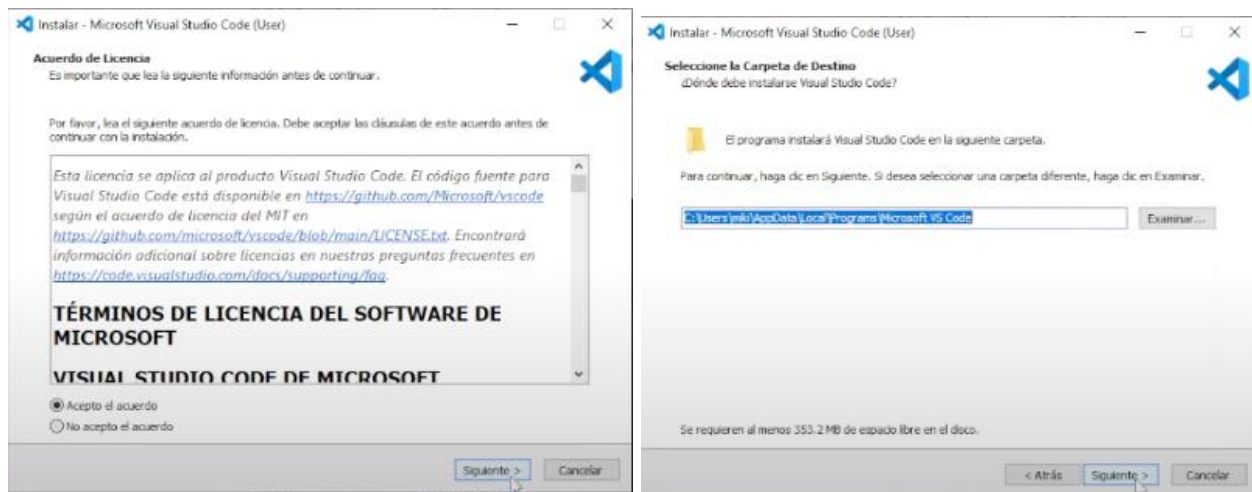 Instalar - Microsoft Visual Studio Code (User)
Acuerdo de Licencia
Es importante que lea la siguiente información antes de continuar.
Por favor, lea el siguiente acuerdo de licencia. Debe aceptar las cláusulas de este acuerdo antes de
continuar con la instalación.
Esta licencia se aplica al producto Visual Studio Code. El código fuente para
Visual Studio Code está disponible en https://github.com/Microsoft/vscode
según el acuerdo de licencia del MIT en
https://github.com/microsoft/vscode/blob/main/LICENSE.txt. Encontrará
información adicional sobre licencias en nuestras preguntas frecuentes en
https://code.visualstudio.com/docs/supporting/faq.
TÉRMINOS DE LICENCIA DEL SOFTWARE DE
MICROSOFT
VISUAL STUDIO CODE DE MICROSOFT
Acepto el acuerdo
No acepto el acuerdo
Siguiente >
Cancelar
Instalar - Microsoft Visual Studio Code (User)
Seleccione la Carpeta de Destino
¿Dónde debe instalarse Visual Studio Code?
El programa instalará Visual Studio Code en la siguiente carpeta.
Para continuar, haga clic en Siguiente. Si desea seleccionar una carpeta diferente, haga clic en Examinar.
C:\Users\miki\AppData\Local\Programs\Microsoft VS Code
Examinar...
Se requieren al menos 353.2 MB de espacio libre en el disco.
< Atrás
Siguiente >
Cancelar